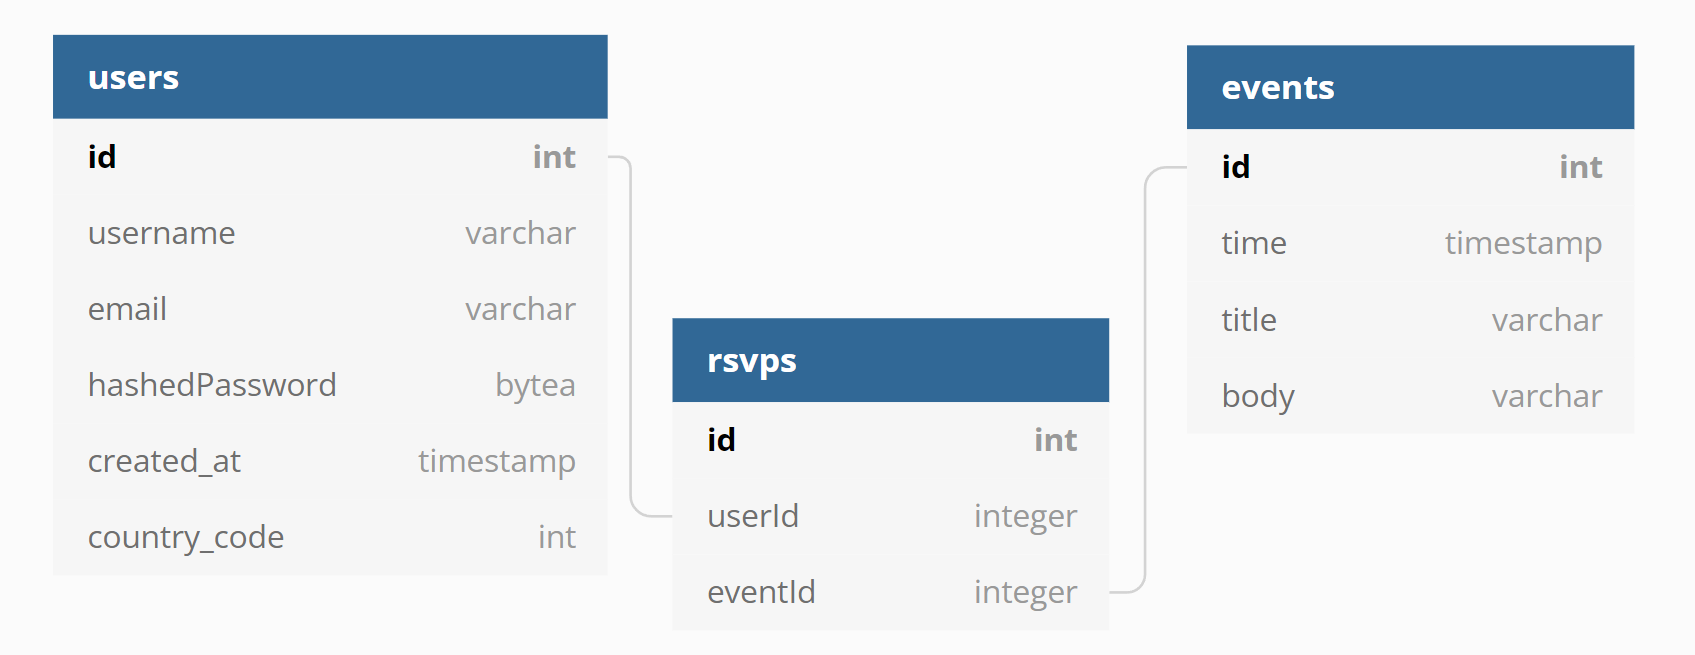 users
id int
username varchar
email varchar
hashedPassword bytea
created_at timestamp
country_code int
rsvps
id int
userId integer
eventId integer
events
id int
time timestamp
title varchar
body varchar